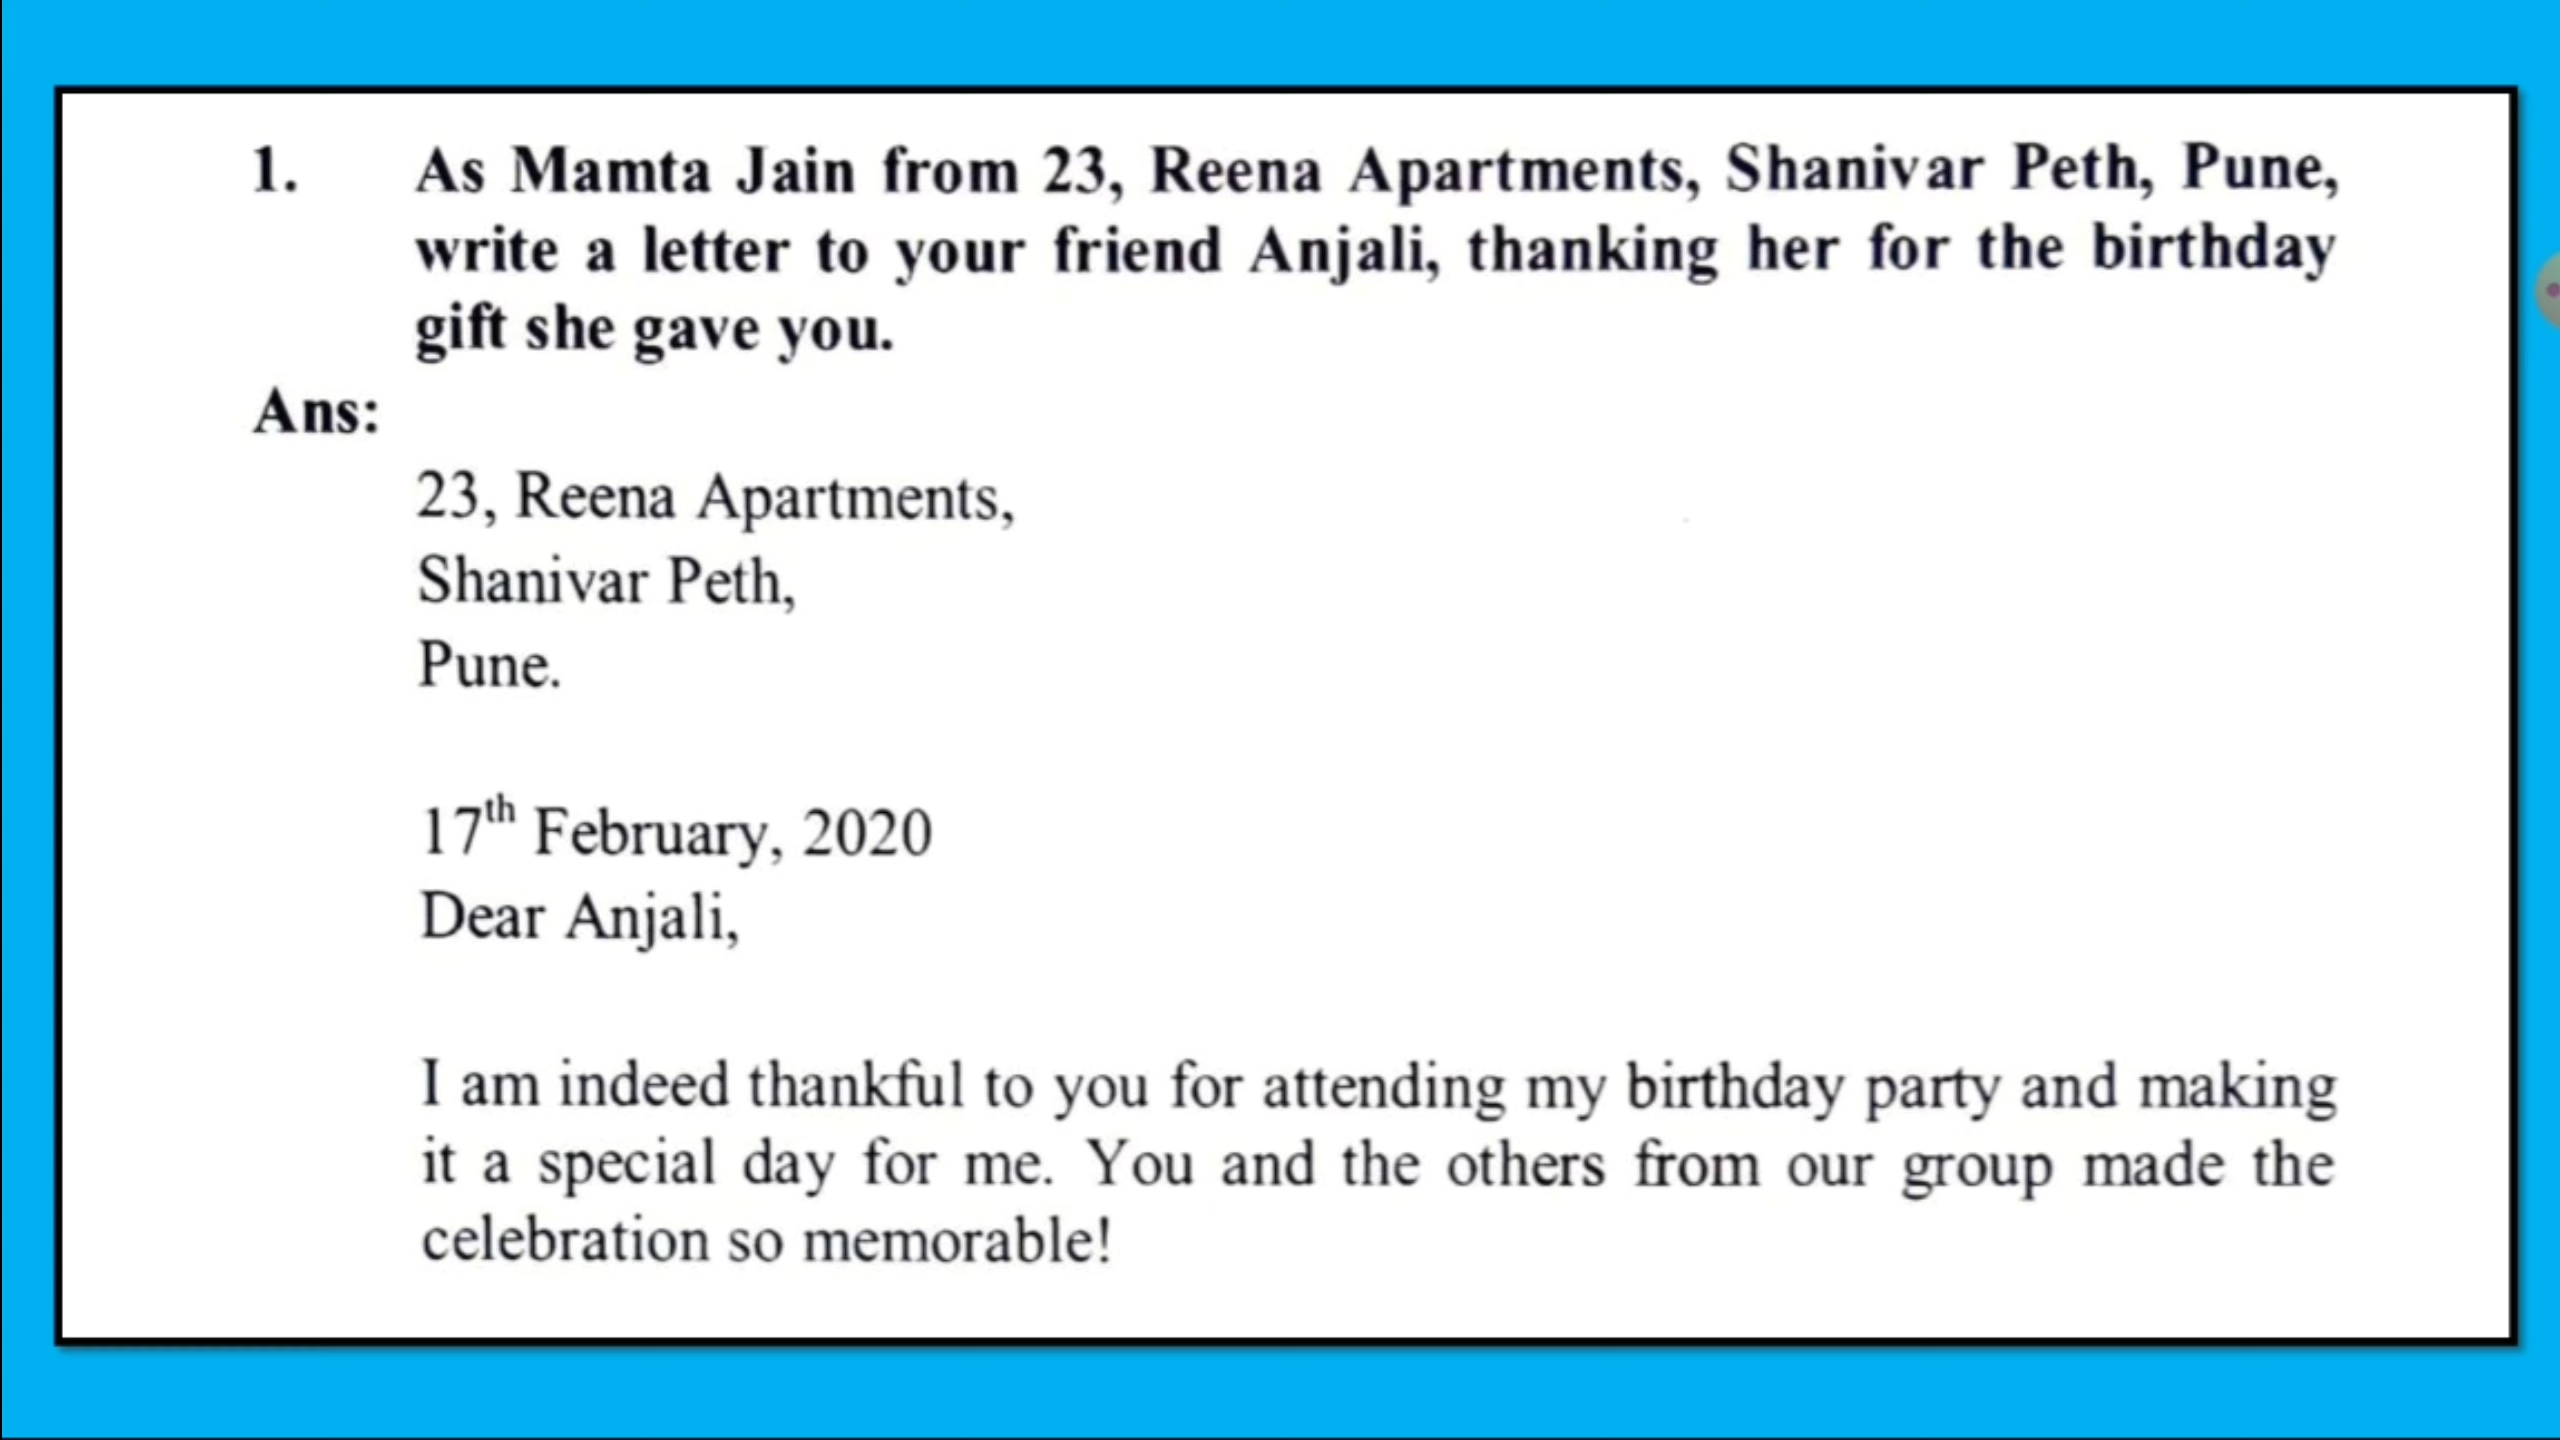 1. As Mamta Jain from 23, Reena Apartments, Shanivar Peth, Pune,
write a letter to your friend Anjali, thanking her for the birthday
gift she gave you.
Ans:
23, Reena Apartments,
Shanivar Peth,
Pune.
17th February, 2020
Dear Anjali,
I am indeed thankful to you for attending my birthday party and making
it a special day for me. You and the others from our group made the
celebration so memorable!